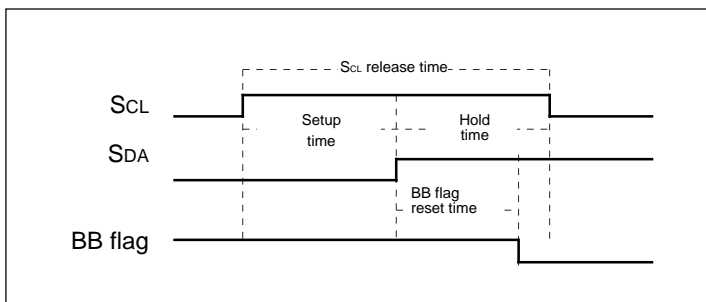 SCL release time
SCL
Setup
time
Hold
time
SDA
BB flag
reset time
BB flag